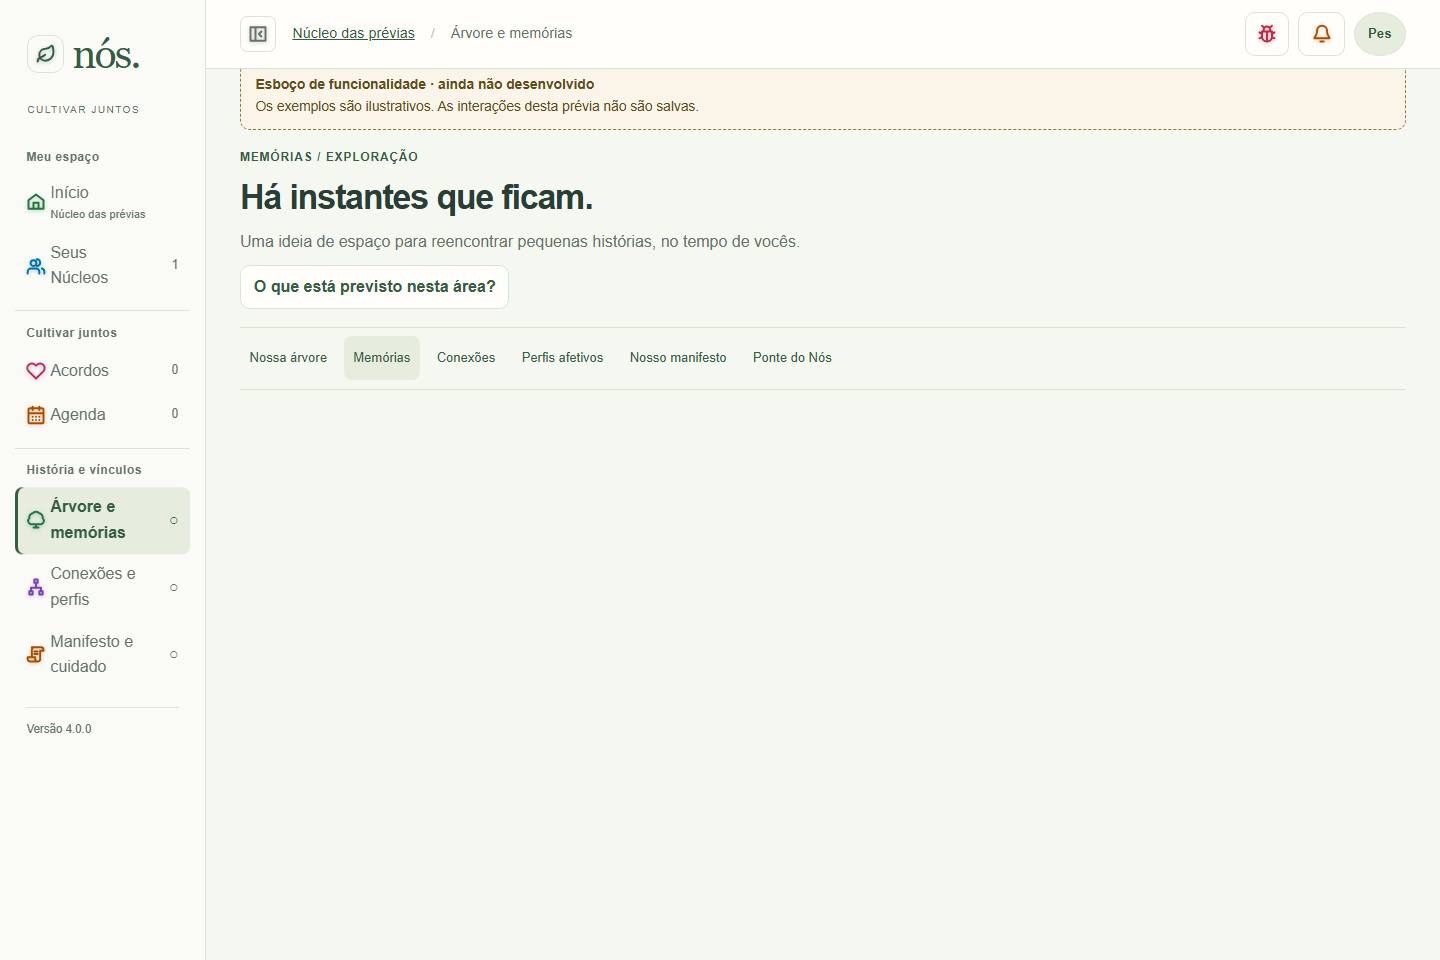 nós.
CULTIVAR JUNTOS
Meu espaço
Início
Núcleo das prévias
Seus
Núcleos
1
Cultivar juntos
Acordos
0
Agenda
0
História e vínculos
Árvore e
memórias
Conexões e
perfis
Manifesto e
cuidado
Versão 4.0.0
Núcleo das prévias / Árvore e memórias
Pes
Esboço de funcionalidade · ainda não desenvolvido
Os exemplos são ilustrativos. As interações desta prévia não são salvas.
MEMÓRIAS / EXPLORAÇÃO
Há instantes que ficam.
Uma ideia de espaço para reencontrar pequenas histórias, no tempo de vocês.
O que está previsto nesta área?
Nossa árvore Memórias Conexões Perfis afetivos Nosso manifesto Ponte do Nós